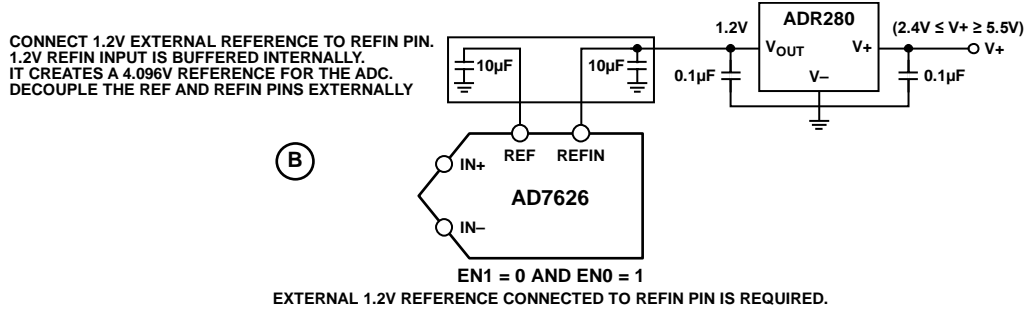 CONNECT 1.2V EXTERNAL REFERENCE TO REFIN PIN.
1.2V REFIN INPUT IS BUFFERED INTERNALLY.
IT CREATES A 4.096V REFERENCE FOR THE ADC.
DECOUPLE THE REF AND REFIN PINS EXTERNALLY
10µF
10µF
1.2V
ADR280
(2.4V ≤ V+ ≥ 5.5V)
VOUT
V+
V+
0.1µF
V–
0.1µF
B
REF
REFIN
IN+
AD7626
IN–
EN1 = 0 AND EN0 = 1
EXTERNAL 1.2V REFERENCE CONNECTED TO REFIN PIN IS REQUIRED.